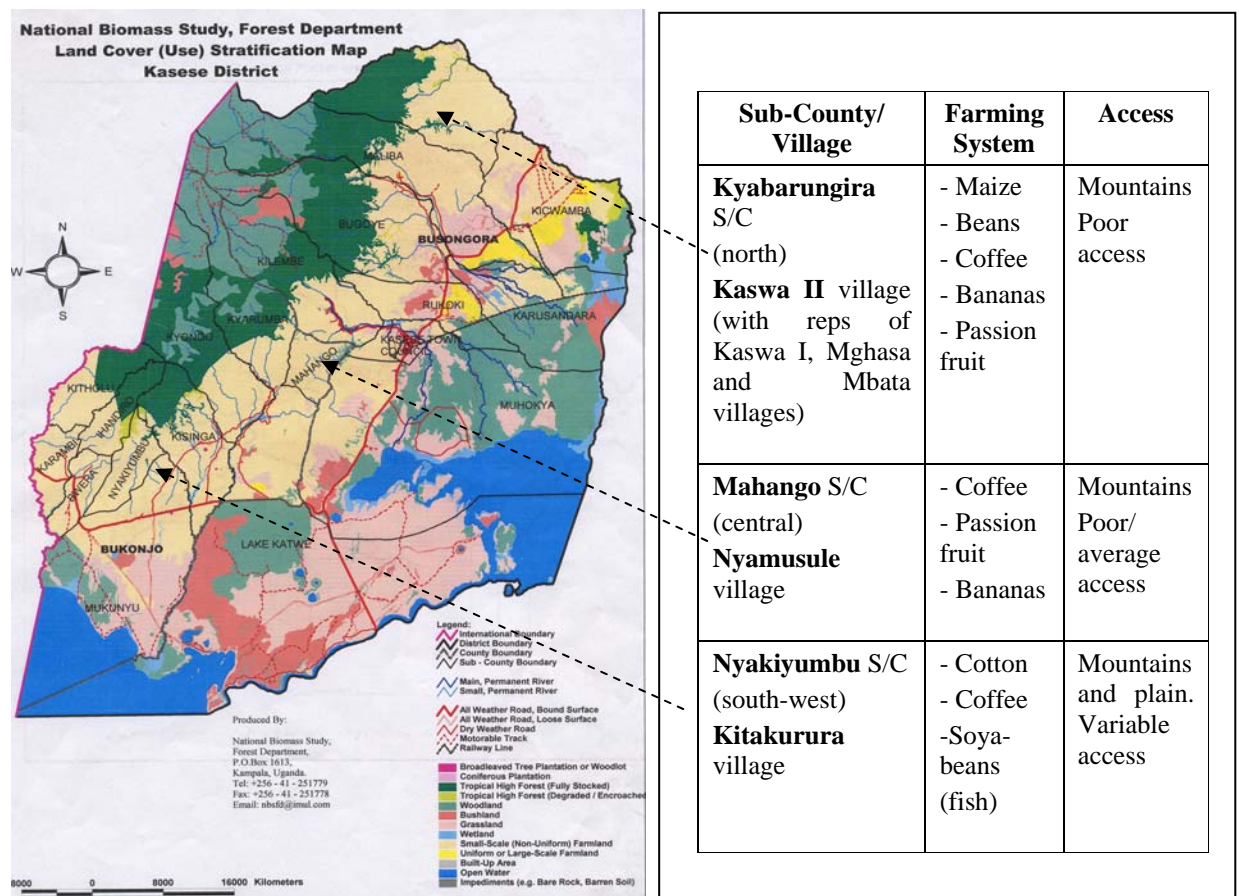 National Biomass Study, Forest Department
Land Cover (Use) Stratification Map
Kasese District
N
W
E
S
MALIBA
KICWAMBA
BUGOYE
BUSONGORA
KILEMBE
RUKOKI
KARUSANDARA
KYARUMBA
KYONDO
KASESE TOWN
COUNCIL
MAHANGO
KITHOLU
IHANDIRO
MUHOKYA
KISINGA
KARAMBI
BWERA
NYAKIYUMBU
BUKONJO
LAKE KATWE
MUKUNYU
Legend:
International Boundary
District Boundary
County Boundary
Sub - County Boundary
Main, Permanent River
Small, Permanent River
All Weather Road, Bound Surface
All Weather Road, Loose Surface
Dry Weather Road
Motorable Track
Railway Line
Broadleaved Tree Plantation or Woodlot
Coniferous Plantation
Tropical High Forest (Fully Stocked)
Tropical High Forest (Degraded / Encroached
Woodland
Bushland
Grassland
Wetland
Small-Scale (Non-Uniform) Farmland
Uniform or Large-Scale Farmland
Built-Up Area
Open Water
Impediments (e.g. Bare Rock, Barren Soil)
Produced By:
National Biomass Study,
Forest Department,
P.O.Box 1613,
Kampala, Uganda.
Tel: +256 - 41 - 251779
Fax: +256 - 41 - 251778
Email: nbsfd@imul.com
8000 0 8000 16000 Kilometers
Sub-County/
Village
Farming
System
Access
Kyabarungira
S/C
(north)
Kaswa II village
(with reps of
Kaswa I, Mghasa
and Mbata
villages)
- Maize
- Beans
- Coffee
- Bananas
- Passion
fruit
Mountains
Poor
access
Mahango S/C
(central)
Nyamusule
village
- Coffee
- Passion
fruit
- Bananas
Mountains
Poor/
average
access
Nyakiyumbu S/C
(south-west)
Kitakurura
village
- Cotton
- Coffee
-Soya-
beans
(fish)
Mountains
and plain.
Variable
access